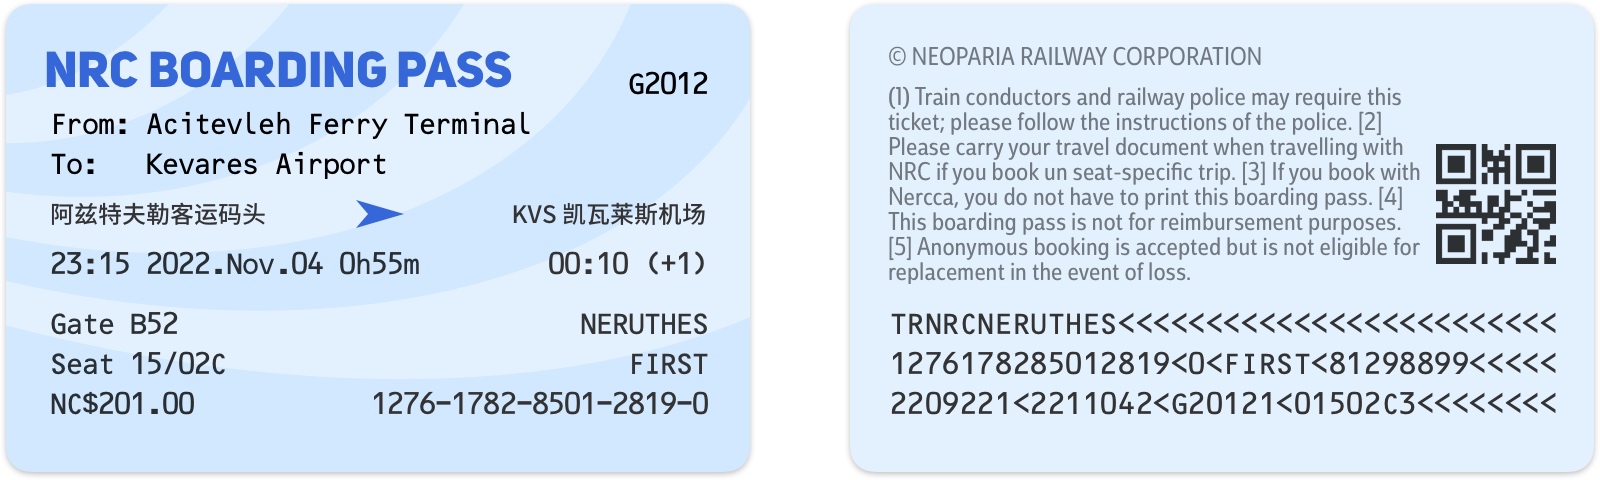 NRC BOARDING PASS
G2012
From: Acitevleh Ferry Terminal
To: Kevares Airport
阿兹特夫勒客运码头
KVS 凯瓦莱斯机场
23:15 2022.Nov.04 0h55m
00:10 (+1)
Gate B52
NERUTHES
Seat 15/02C
FIRST
NC$201.00
1276-1782-8501-2819-0
© NEOPARIA RAILWAY CORPORATION
(1) Train conductors and railway police may require this
ticket; please follow the instructions of the police. [2]
Please carry your travel document when travelling with
NRC if you book un seat-specific trip. [3] If you book with
Nercca, you do not have to print this boarding pass. [4]
This boarding pass is not for reimbursement purposes.
[5] Anonymous booking is accepted but is not eligible for
replacement in the event of loss.
TRNRCNERUTHES<<<<<<<<<<<<<<<<<<<<<<<<<
1276178285012819<0<FIRST<81298899<<<<<
2209221<2211042<G20121<01502C3<<<<<<<<